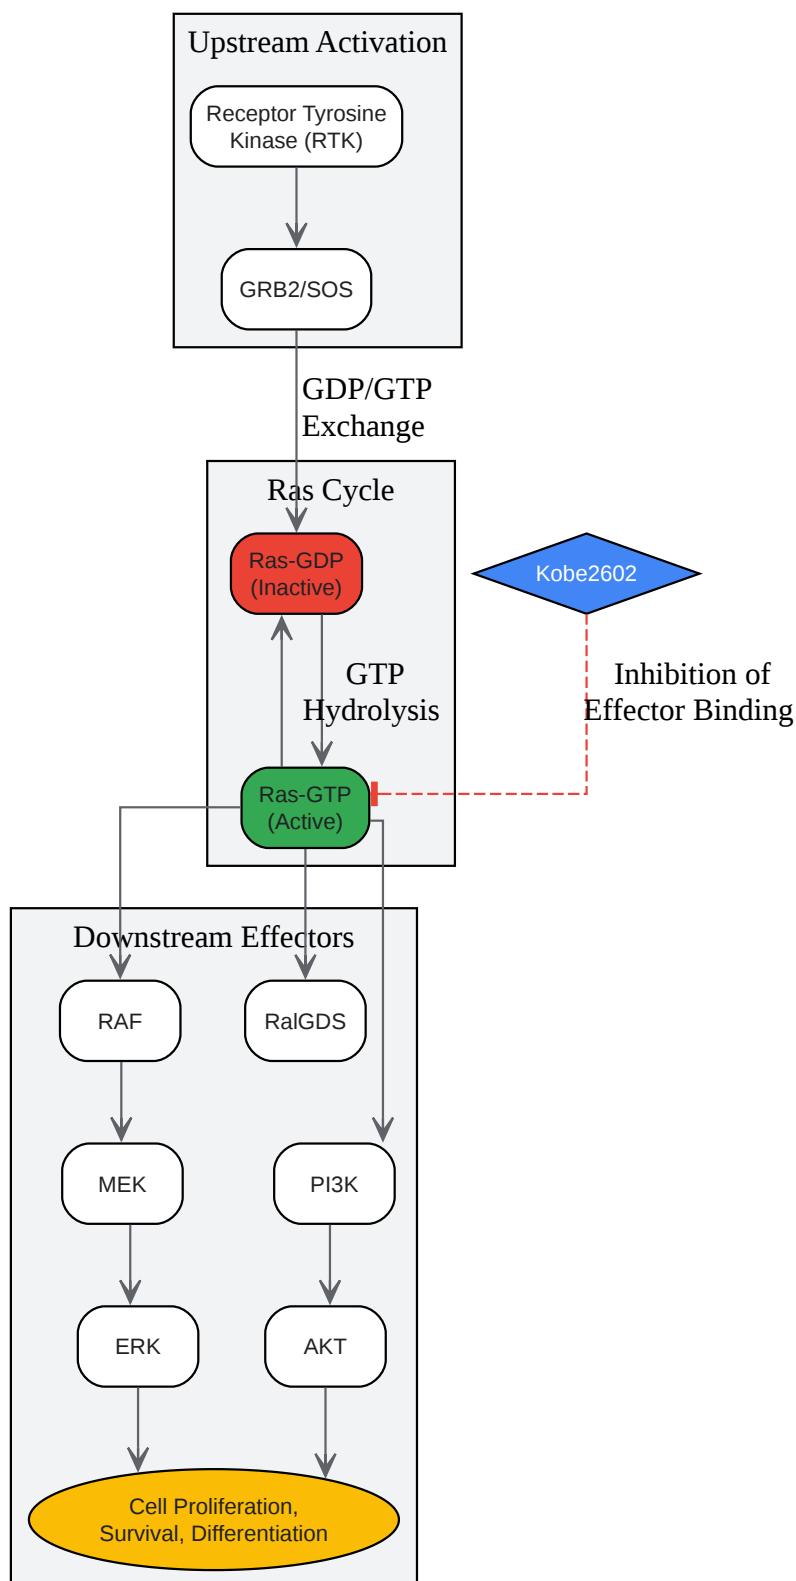 Upstream Activation
Receptor Tyrosine
Kinase (RTK)
GRB2/SOS
GDP/GTP
Exchange
Ras Cycle
Ras-GDP
(Inactive)
Kobe2602
GTP
Hydrolysis
Inhibition of
Effector Binding
Ras-GTP
(Active)
Downstream Effectors
RAF
RalGDS
MEK
PI3K
ERK
AKT
Cell Proliferation,
Survival, Differentiation